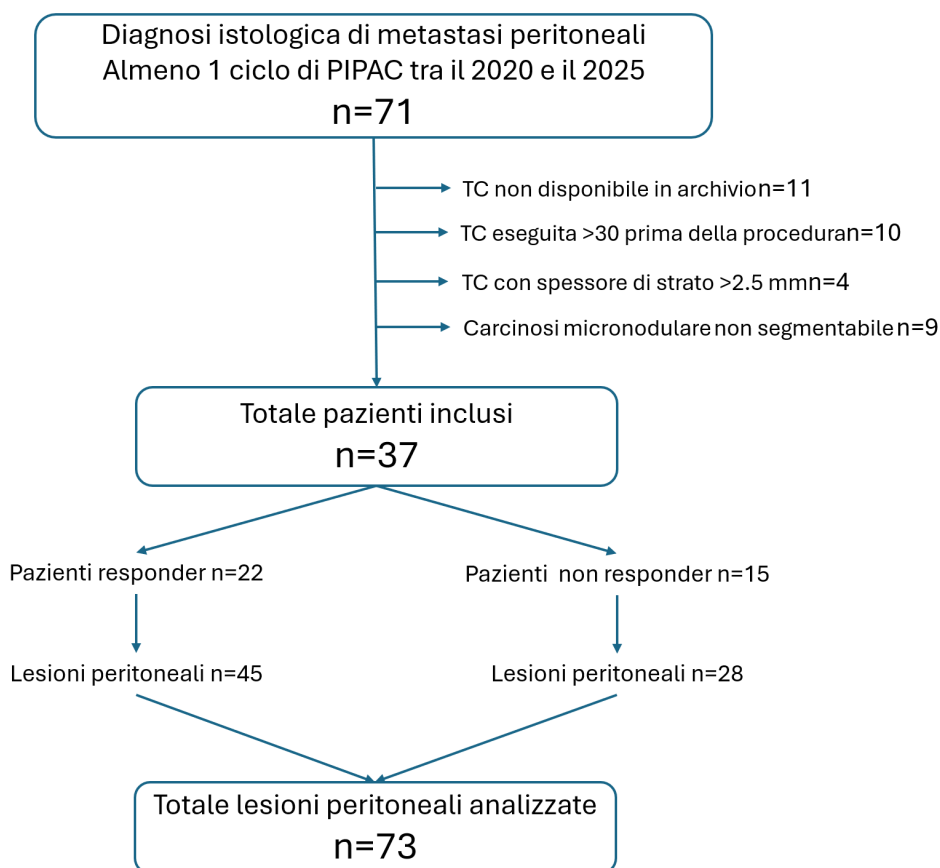 Diagnosi istologica di metastasi peritoneali
Almeno 1 ciclo di PIPAC tra il 2020 e il 2025
n=71
TC non disponibile in archivion=11
TC eseguita >30 prima della proceduran=10
TC con spessore di strato >2.5 mmn=4
Carcinosi micronodulare non segmentabile n=9
Totale pazienti inclusi
n=37
Pazienti responder n=22
Pazienti non responder n=15
Lesioni peritoneali n=45
Lesioni peritoneali n=28
Totale lesioni peritoneali analizzate
n=73